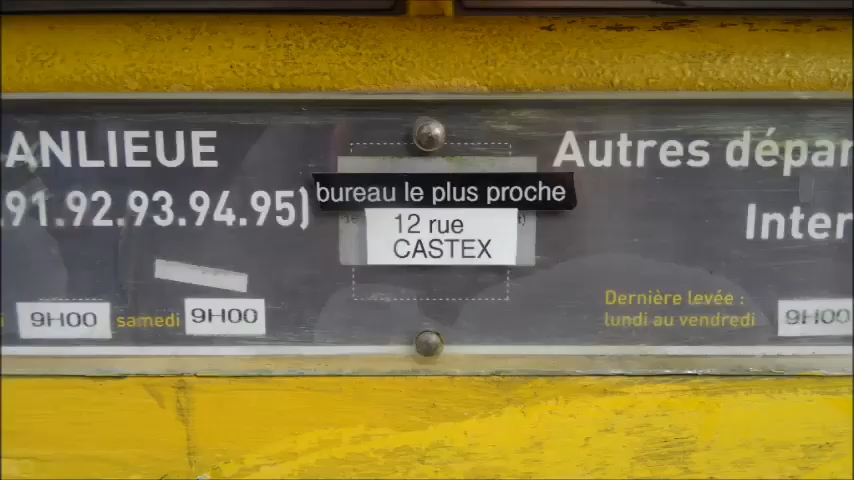 ANLIEUE
.91.92.93.94.95)
9H00 samedi 9H00
bureau le plus proche
12 rue
CASTEX
Autres dépar
Inter
Dernière levée :
lundi au vendredi 9H00